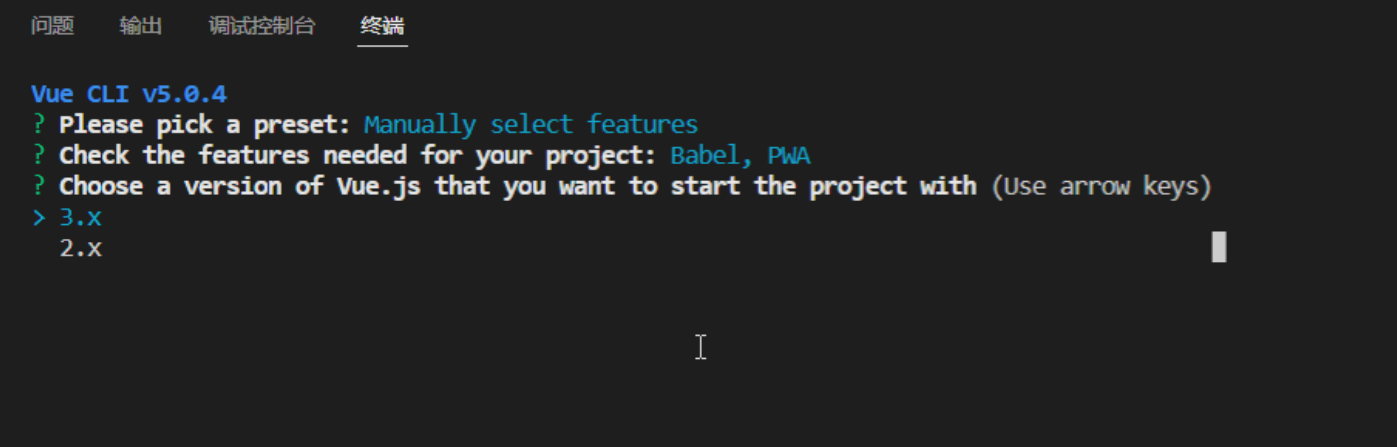 问题 输出 调试控制台 终端
Vue CLI v5.0.4
? Please pick a preset: Manually select features
? Check the features needed for your project: Babel, PWA
? Choose a version of Vue.js that you want to start the project with (Use arrow keys)
> 3.x
2.x